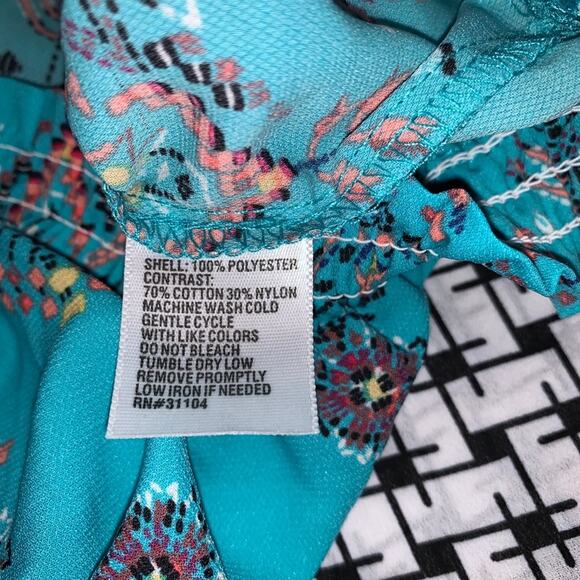 SHELL: 100% POLYESTER
CONTRAST:
70% COTTON 30% NYLON
MACHINE WASH COLD
GENTLE CYCLE
WITH LIKE COLORS
DO NOT BLEACH
TUMBLE DRY LOW
REMOVE PROMPTLY
LOW IRON IF NEEDED
RN#31104